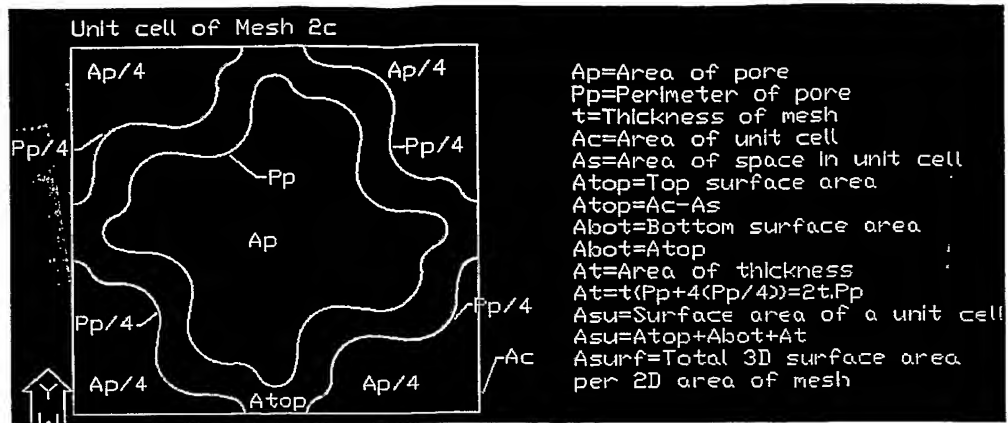 Unit cell of Mesh 2c
Ap/4
Ap/4
Pp/4
Pp/4
Pp
Ap
Pp/4
Pp/4
Ac
Ap/4
Ap/4
Atop
Y
W
Ap=Area of pore
Pp=Perimeter of pore
t=Thickness of mesh
Ac=Area of unit cell
As=Area of space in unit cell
Atop=Top surface area
Atop=Ac-As
Abot=Bottom surface area
Abot=Atop
At=Area of thickness
At=t(Pp+4(Pp/4))=2t.Pp
Asu=Surface area of a unit cell
Asu=Atop+Abot+At
Asurf=Total 3D surface area
per 2D area of mesh